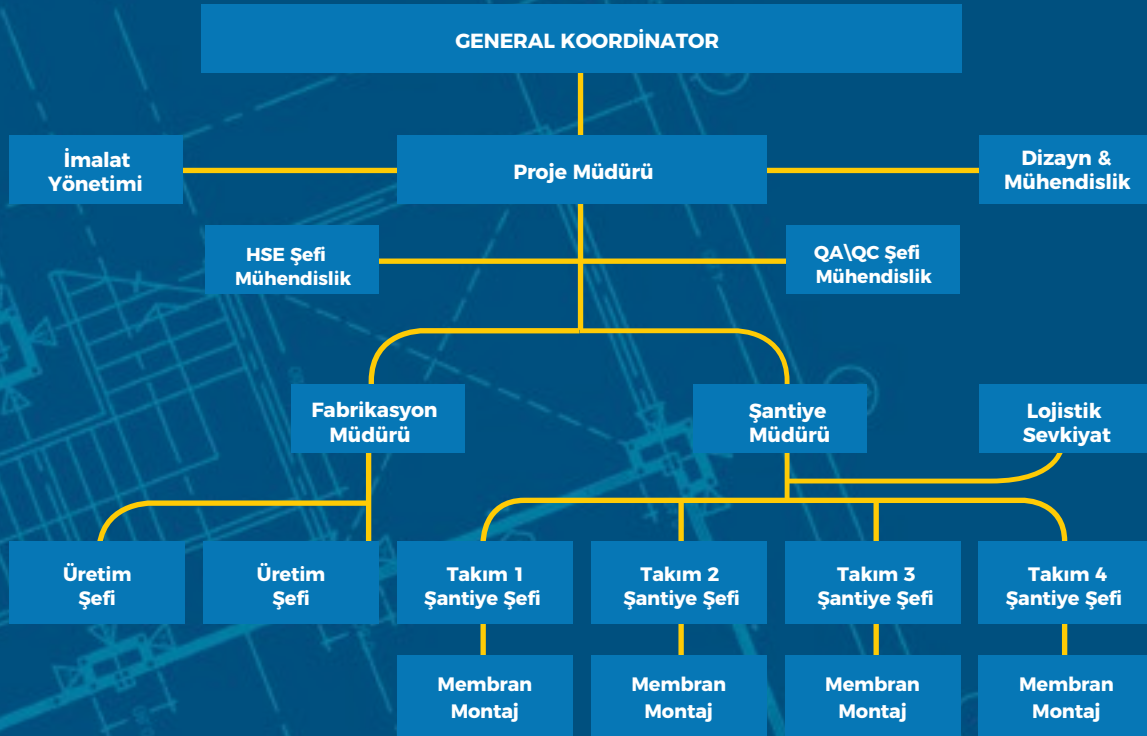 GENERAL KOORDİNATOR
İmalat
Yönetimi
Proje Müdürü
Dizayn &
Mühendislik
HSE Şefi
Mühendislik
QA\QC Şefi
Mühendislik
Fabrikasyon
Müdürü
Şantiye
Müdürü
Lojistik
Sevkiyat
Üretim
Şefi
Üretim
Şefi
Takım 1
Şantiye Şefi
Takım 2
Şantiye Şefi
Takım 3
Şantiye Şefi
Takım 4
Şantiye Şefi
Membran
Montaj
Membran
Montaj
Membran
Montaj
Membran
Montaj